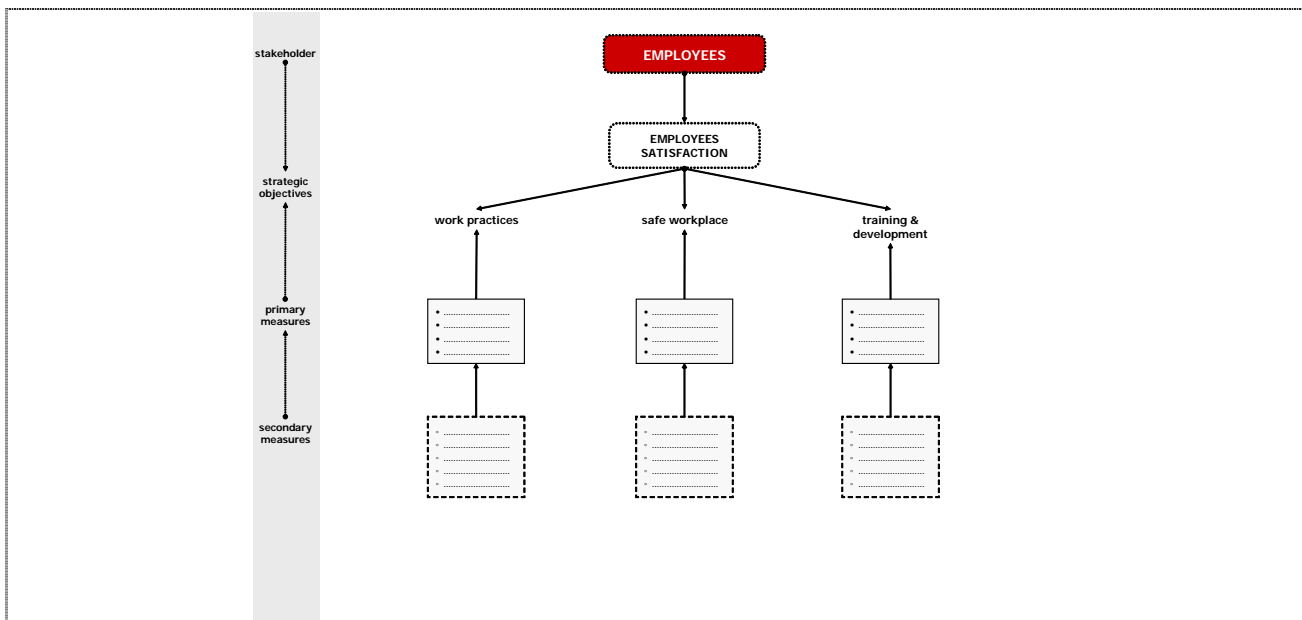 stakeholder
EMPLOYEES
EMPLOYEES
SATISFACTION
strategic
objectives
work practices
safe workplace
training &
development
primary
measures
secondary
measures